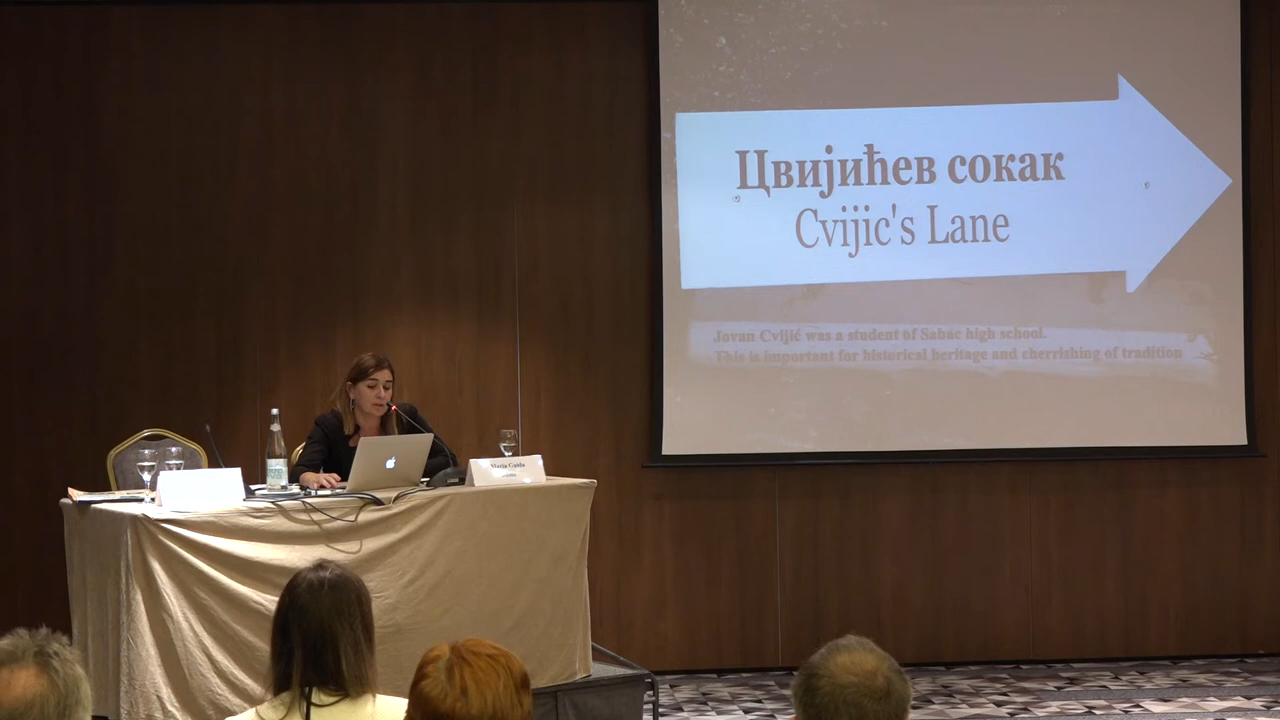 Цвијићев сокак
Cvijic's Lane
Jovan Cvijić was a student of Sabac high school.
This is important for historical heritage and cherrishing of tradition